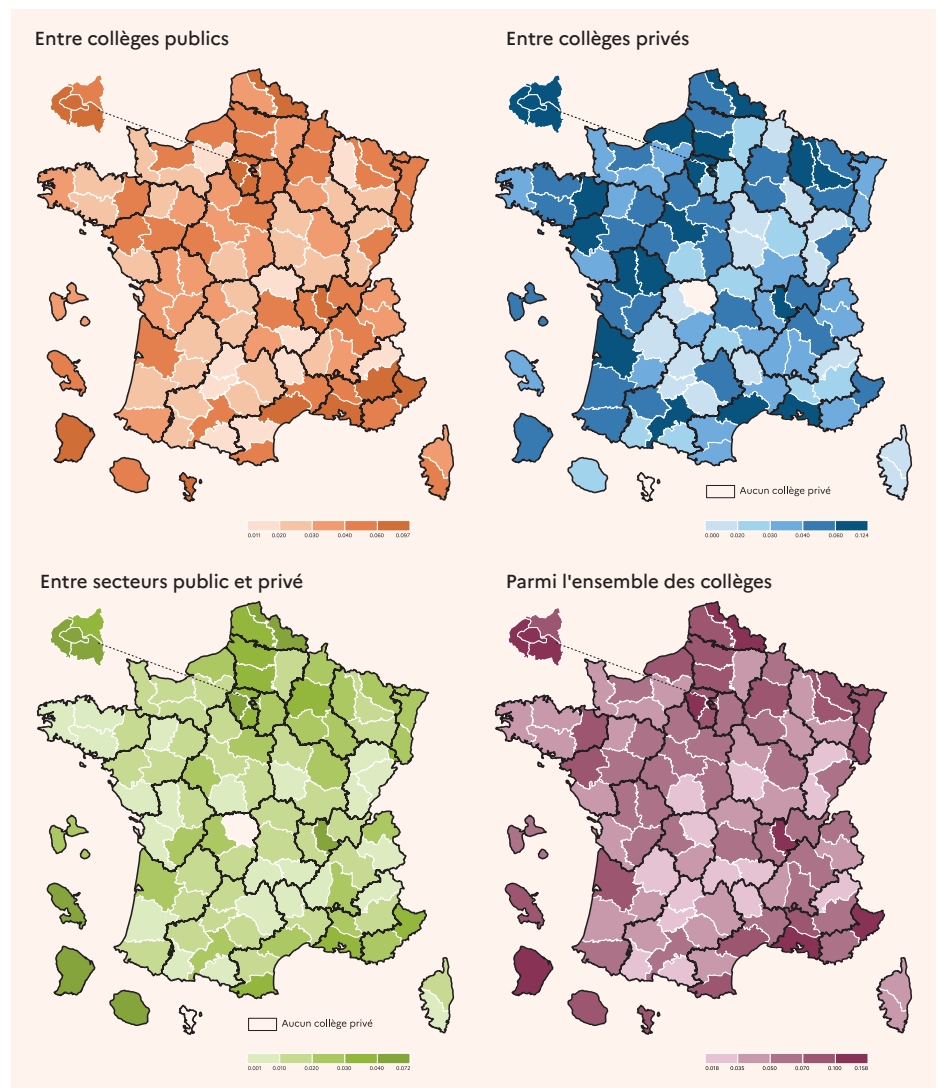 Entre collèges publics
Entre collèges privés
Aucun collège privé
0.011 0.020 0.030 0.040 0.060 0.097
0.000 0.020 0.030 0.040 0.060 0.124
Entre secteurs public et privé
Parmi l'ensemble des collèges
Aucun collège privé
0.001 0.010 0.020 0.030 0.040 0.072
0.018 0.035 0.050 0.070 0.100 0.158